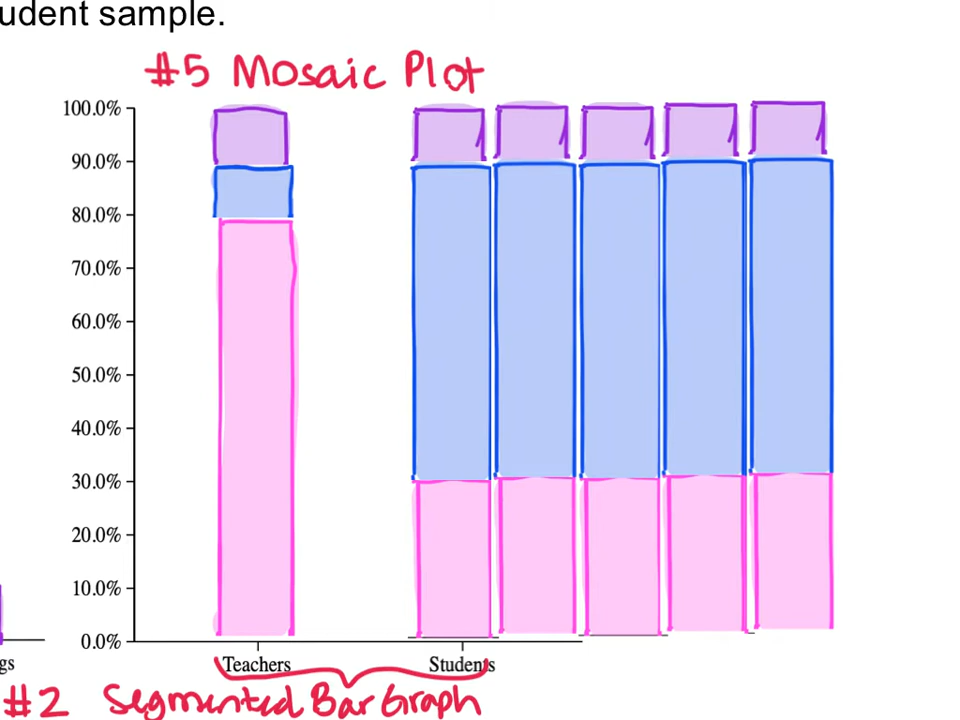 udent sample.
#5 Mosaic Plot
100.0%
90.0%
80.0%
70.0%
60.0%
50.0%
40.0%
30.0%
20.0%
10.0%
0.0%
gs
Teachers Students
#2 Segmented Bar Graph